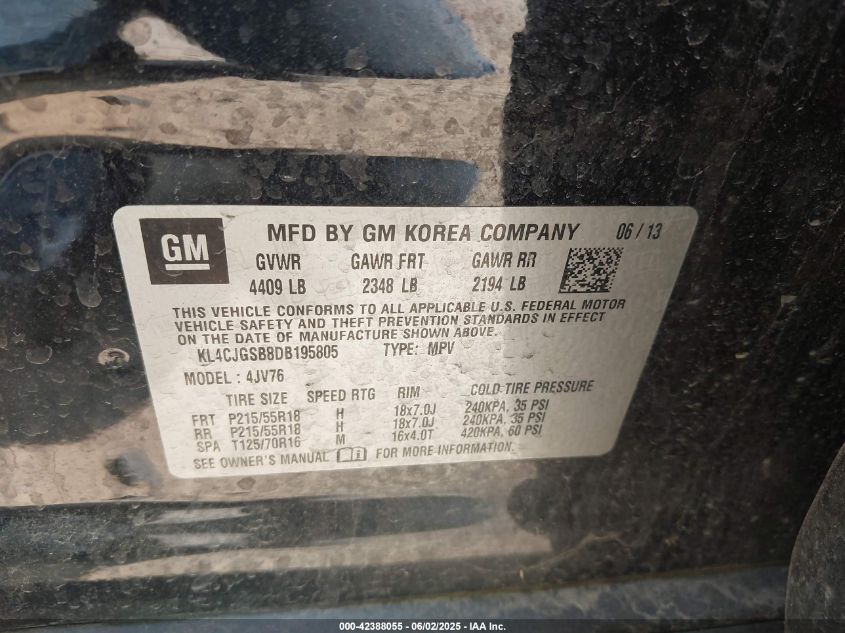 GM
MFD BY GM KOREA COMPANY 06 / 13
GVWR GAWR FRT GAWR RR
4409 LB 2348 LB 2194 LB
THIS VEHICLE CONFORMS TO ALL APPLICABLE U.S. FEDERAL MOTOR
VEHICLE SAFETY AND THEFT PREVENTION STANDARDS IN EFFECT
ON THE DATE OF MANUFACTURE SHOWN ABOVE.
KL4CJGSB8DB195805 TYPE: MPV
MODEL : 4JV76
TIRE SIZE SPEED RTG RIM COLD TIRE PRESSURE
FRT P215/55R18 H 18x7.0J 240KPA, 35 PSI
RR P215/55R18 H 18x7.0J 240KPA, 35 PSI
SPA T125/70R16 M 16x4.0T 420KPA, 60 PSI
SEE OWNER'S MANUAL FOR MORE INFORMATION.
000-42388055 - 06/02/2025 - IAA Inc.